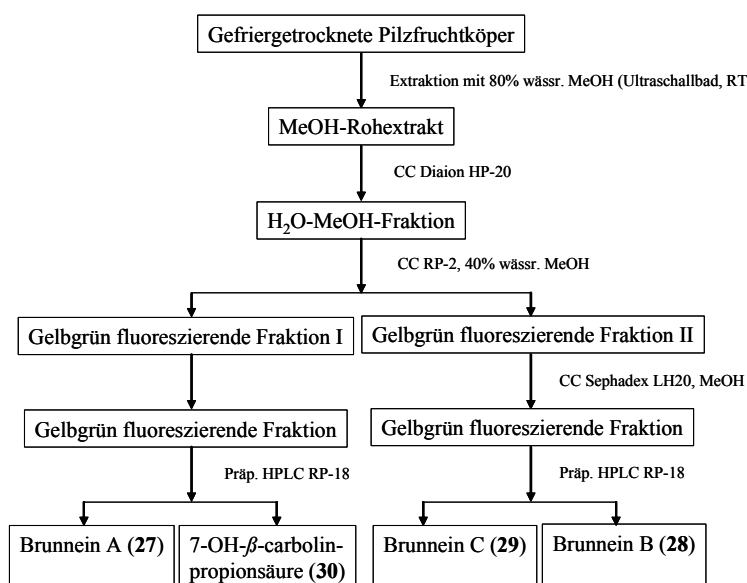 Gefriergetrocknete Pilzfruchtköper
Extraktion mit 80% wässr. MeOH (Ultraschallbad, RT
MeOH-Rohextrakt
CC Diaion HP-20
H₂O-MeOH-Fraktion
CC RP-2, 40% wässr. MeOH
Gelbgrün fluoreszierende Fraktion I
Gelbgrün fluoreszierende Fraktion II
CC Sephadex LH20, MeOH
Gelbgrün fluoreszierende Fraktion
Gelbgrün fluoreszierende Fraktion
Präp. HPLC RP-18
Präp. HPLC RP-18
Brunnein A (27)
7-OH-β-carbolin-
propionsäure (30)
Brunnein C (29)
Brunnein B (28)